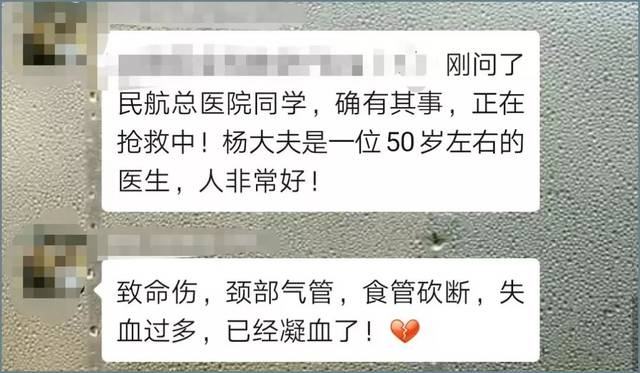 刚问了
民航总医院同学，确有其事，正在
抢救中！杨大夫是一位50岁左右的
医生，人非常好！
致命伤，颈部气管，食管砍断，失
血过多，已经凝血了！💔